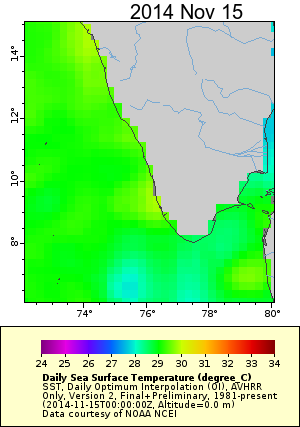 2014 Nov 15
14°
12°
10°
8°
74° 76° 78° 80°
24 25 26 27 28 29 30 31 32 33 34
Daily Sea Surface Temperature (degree_C)
SST, Daily Optimum Interpolation (OI), AVHRR
Only, Version 2, Final+Preliminary, 1981-present
(2014-11-15T00:00:00Z, Altitude=0.0 m)
Data courtesy of NOAA NCEI